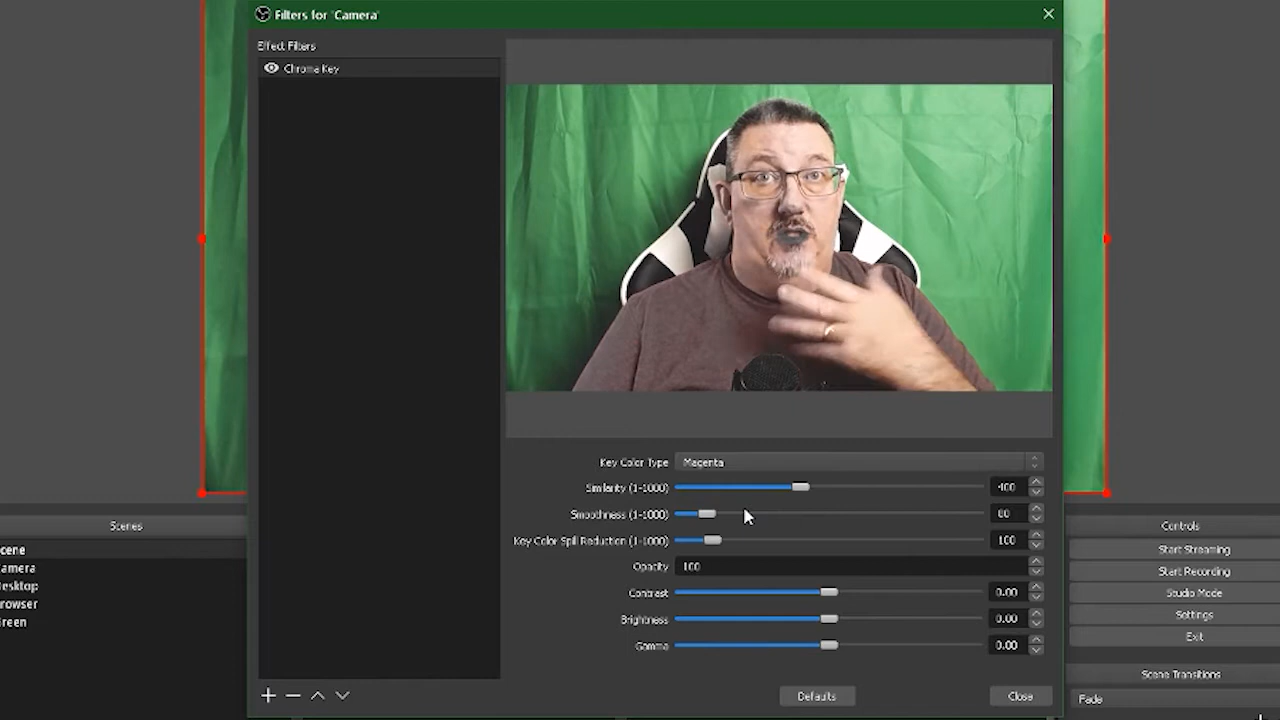 Filters for 'Camera'
Effect Filters
Chroma Key
Key Color Type Magenta
Similarity (1-1000) 400
Smoothness (1-1000) 80
Key Color Spill Reduction (1-1000) 100
Opacity 100
Contrast 0.00
Brightness 0.00
Gamma 0.00
Defaults Close
Scenes
cene
amera
esktop
rowser
reen
Controls
Start Streaming
Start Recording
Studio Mode
Settings
Exit
Scene Transitions
Fade